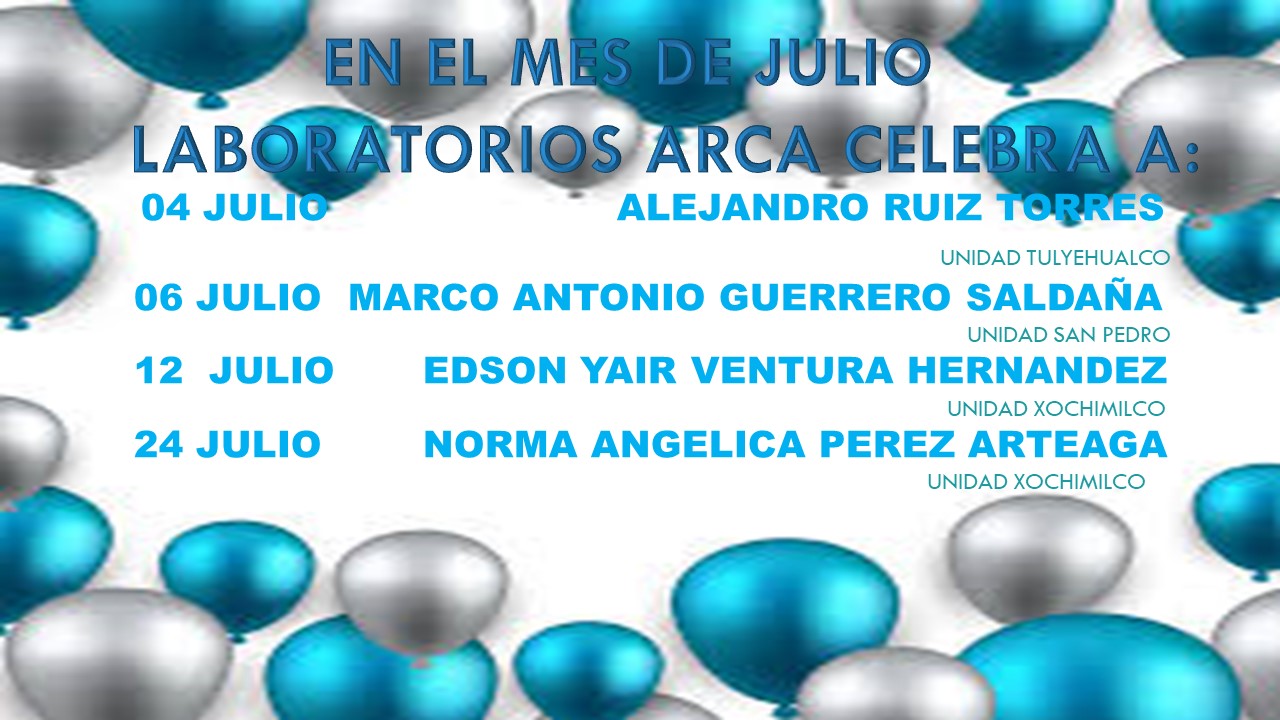 EN EL MES DE JULIO
LABORATORIOS ARCA CELEBRA A:
04 JULIO ALEJANDRO RUIZ TORRES
UNIDAD TULYEHUALCO
06 JULIO MARCO ANTONIO GUERRERO SALDAÑA
UNIDAD SAN PEDRO
12 JULIO EDSON YAIR VENTURA HERNANDEZ
UNIDAD XOCHIMILCO
24 JULIO NORMA ANGELICA PEREZ ARTEAGA
UNIDAD XOCHIMILCO